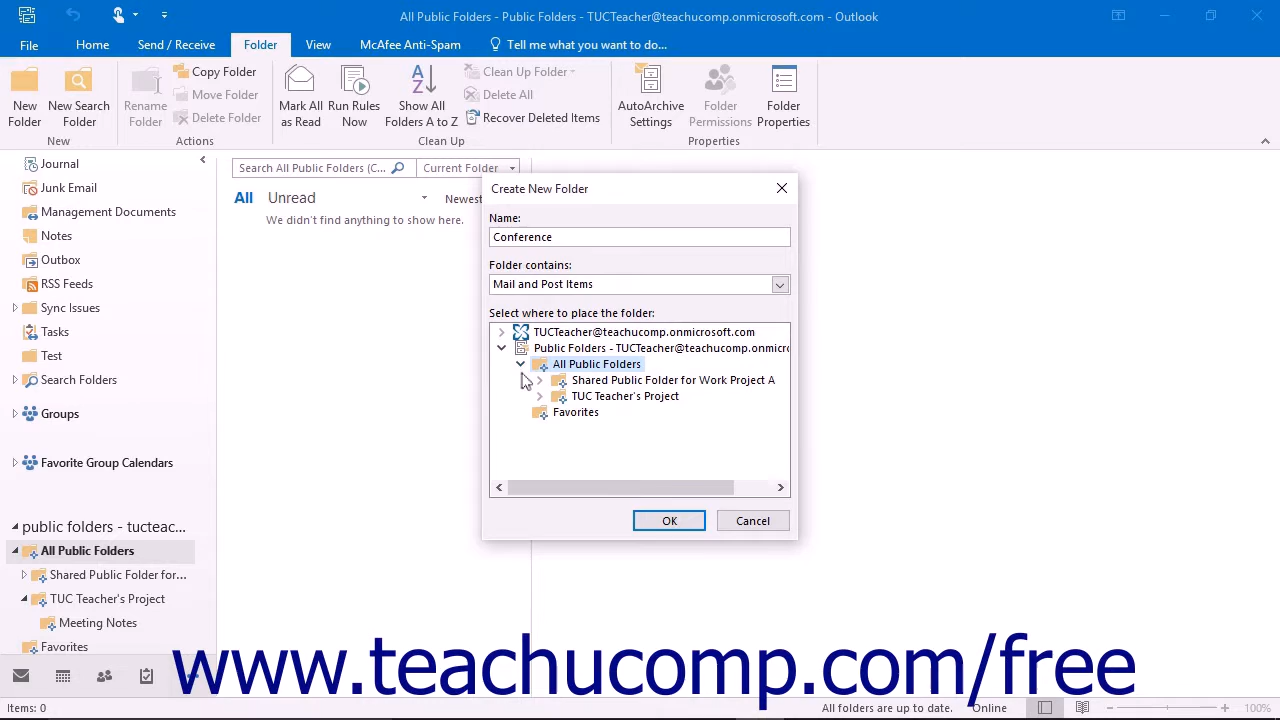 All Public Folders - Public Folders - TUCTeacher@teachucomp.onmicrosoft.com - Outlook
File Home Send / Receive Folder View McAfee Anti-Spam Tell me what you want to do...
New Folder
New Search Folder
New
Rename Folder
Copy Folder
Move Folder
Delete Folder
Actions
Mark All as Read
Run Rules Now
Show All Folders A to Z
Clean Up Folder
Delete All
Recover Deleted Items
Clean Up
AutoArchive Settings
Folder Permissions
Folder Properties
Properties
Journal
Junk Email
Management Documents
Notes
Outbox
RSS Feeds
Sync Issues
Tasks
Test
Search Folders
Groups
Favorite Group Calendars
public folders - tucteac...
All Public Folders
Shared Public Folder for...
TUC Teacher's Project
Meeting Notes
Favorites
Search All Public Folders (C... Current Folder
All Unread Newest
We didn't find anything to show here.
Create New Folder
Name:
Conference
Folder contains:
Mail and Post Items
Select where to place the folder:
TUCTeacher@teachucomp.onmicrosoft.com
Public Folders - TUCTeacher@teachucomp.onmicro
All Public Folders
Shared Public Folder for Work Project A
TUC Teacher's Project
Favorites
OK Cancel
www.teachucomp.com/free
Items: 0 All folders are up to date. Online 100%